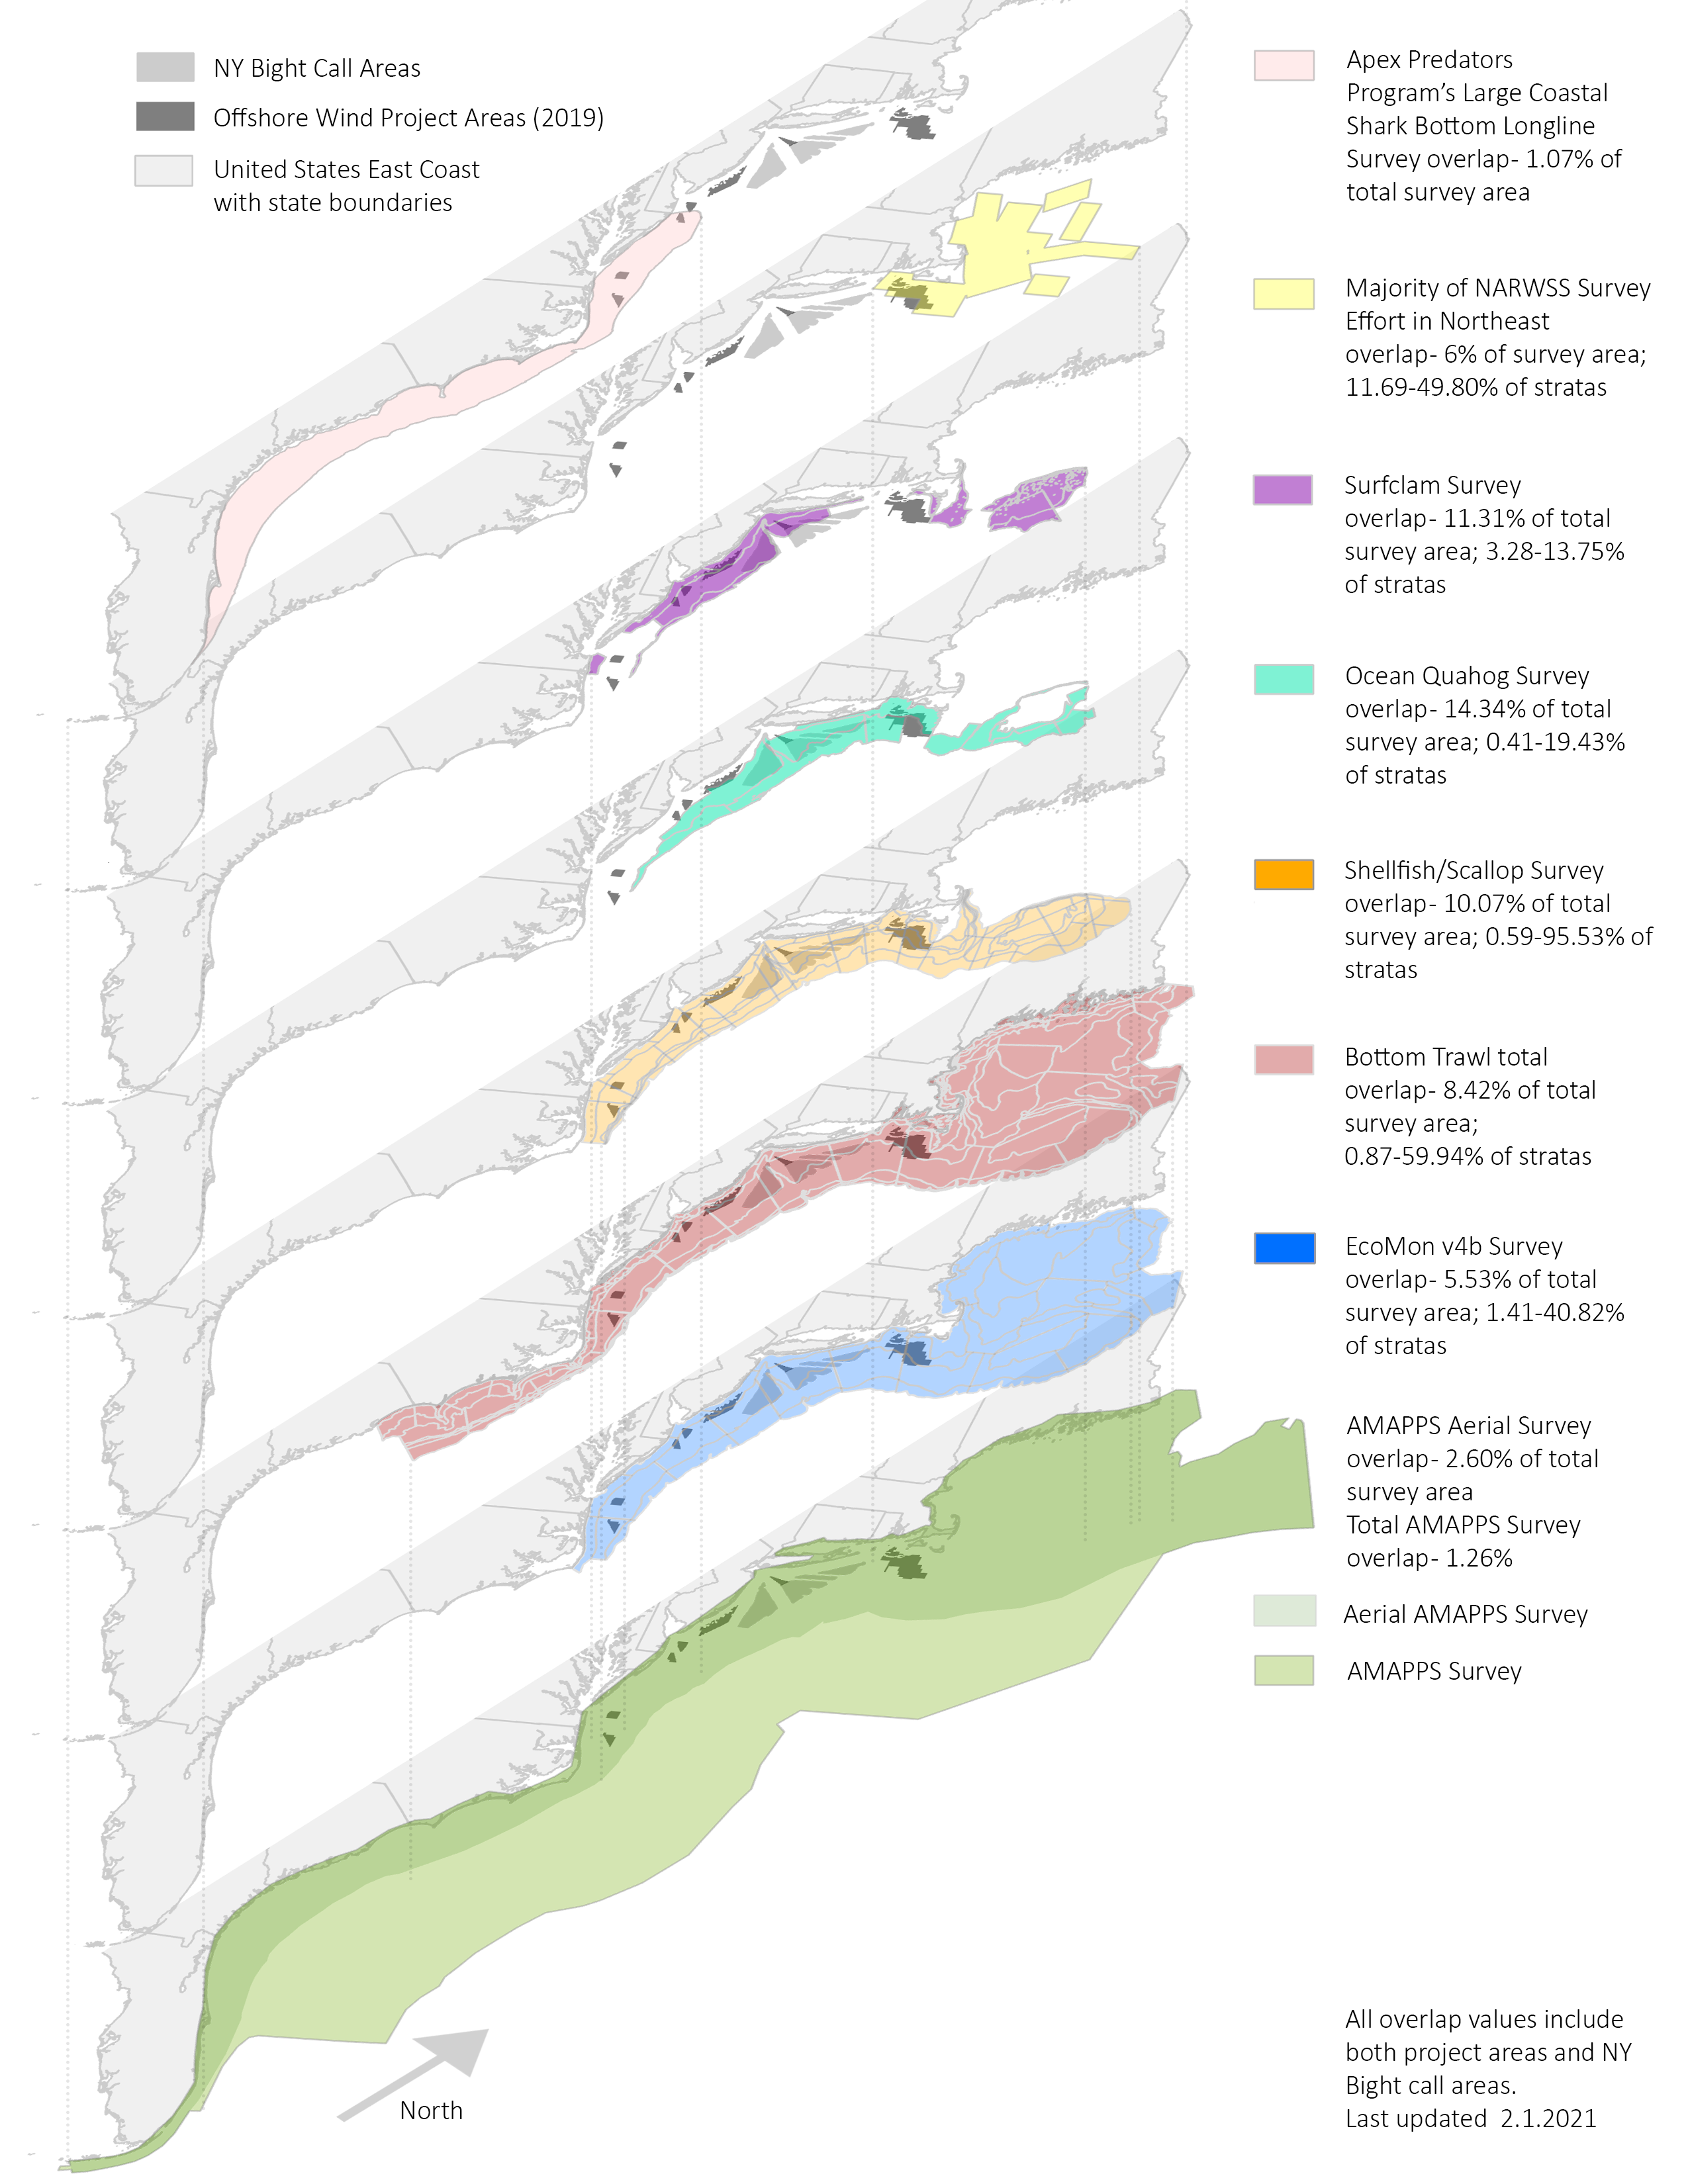 NY Bight Call Areas
Offshore Wind Project Areas (2019)
United States East Coast
with state boundaries
Apex Predators
Program’s Large Coastal
Shark Bottom Longline
Survey overlap- 1.07% of
total survey area
Majority of NARWSS Survey
Effort in Northeast
overlap- 6% of survey area;
11.69-49.80% of stratas
Surfclam Survey
overlap- 11.31% of total
survey area; 3.28-13.75%
of stratas
Ocean Quahog Survey
overlap- 14.34% of total
survey area; 0.41-19.43%
of stratas
Shellfish/Scallop Survey
overlap- 10.07% of total
survey area; 0.59-95.53% of
stratas
Bottom Trawl total
overlap- 8.42% of total
survey area;
0.87-59.94% of stratas
EcoMon v4b Survey
overlap- 5.53% of total
survey area; 1.41-40.82%
of stratas
AMAPPS Aerial Survey
overlap- 2.60% of total
survey area
Total AMAPPS Survey
overlap- 1.26%
Aerial AMAPPS Survey
AMAPPS Survey
North
All overlap values include
both project areas and NY
Bight call areas.
Last updated 2.1.2021